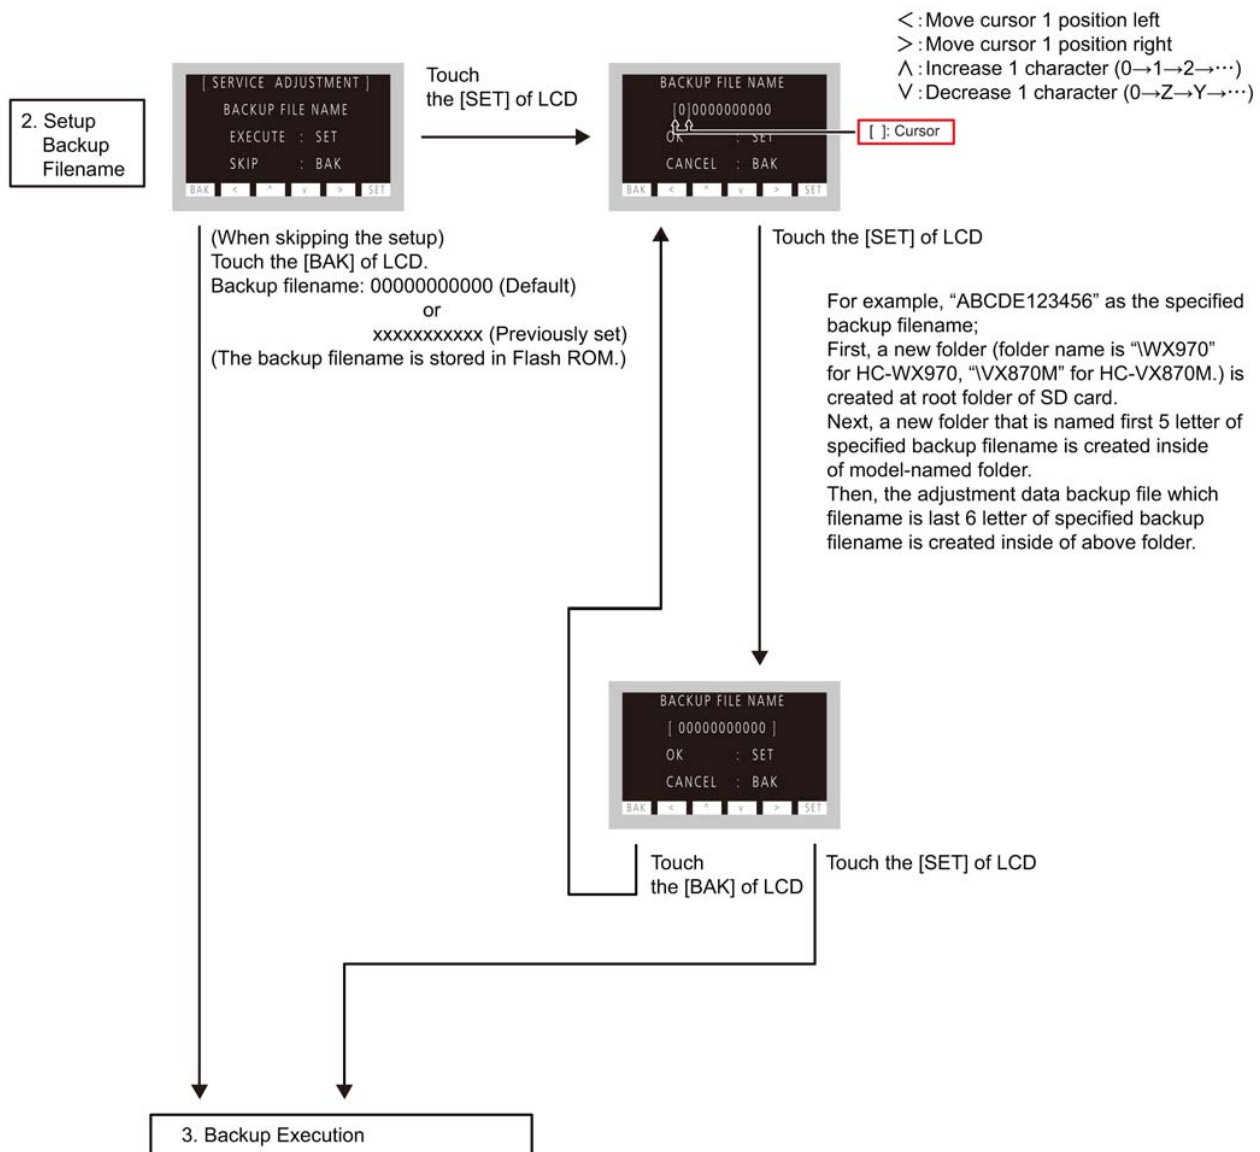 <:Move cursor 1 position left
>:Move cursor 1 position right
∧:Increase 1 character (0→1→2→⋯)
∨:Decrease 1 character (0→Z→Y→⋯)
2. Setup
Backup
Filename
[ SERVICE ADJUSTMENT ]
BACKUP FILE NAME
EXECUTE : SET
SKIP : BAK
BAK < ^ v > SET
Touch
the [SET] of LCD
BACKUP FILE NAME
[0]0000000000
OK : SET
CANCEL : BAK
BAK < ^ v > SET
[ ]: Cursor
(When skipping the setup)
Touch the [BAK] of LCD.
Backup filename: 00000000000 (Default)
or
xxxxxxxxxxx (Previously set)
(The backup filename is stored in Flash ROM.)
Touch the [SET] of LCD
For example, “ABCDE123456” as the specified
backup filename;
First, a new folder (folder name is “\WX970”
for HC-WX970, “\VX870M” for HC-VX870M.) is
created at root folder of SD card.
Next, a new folder that is named first 5 letter of
specified backup filename is created inside
of model-named folder.
Then, the adjustment data backup file which
filename is last 6 letter of specified backup
filename is created inside of above folder.
BACKUP FILE NAME
[ 00000000000 ]
OK : SET
CANCEL : BAK
BAK < ^ v > SET
Touch
the [BAK] of LCD
Touch the [SET] of LCD
3. Backup Execution